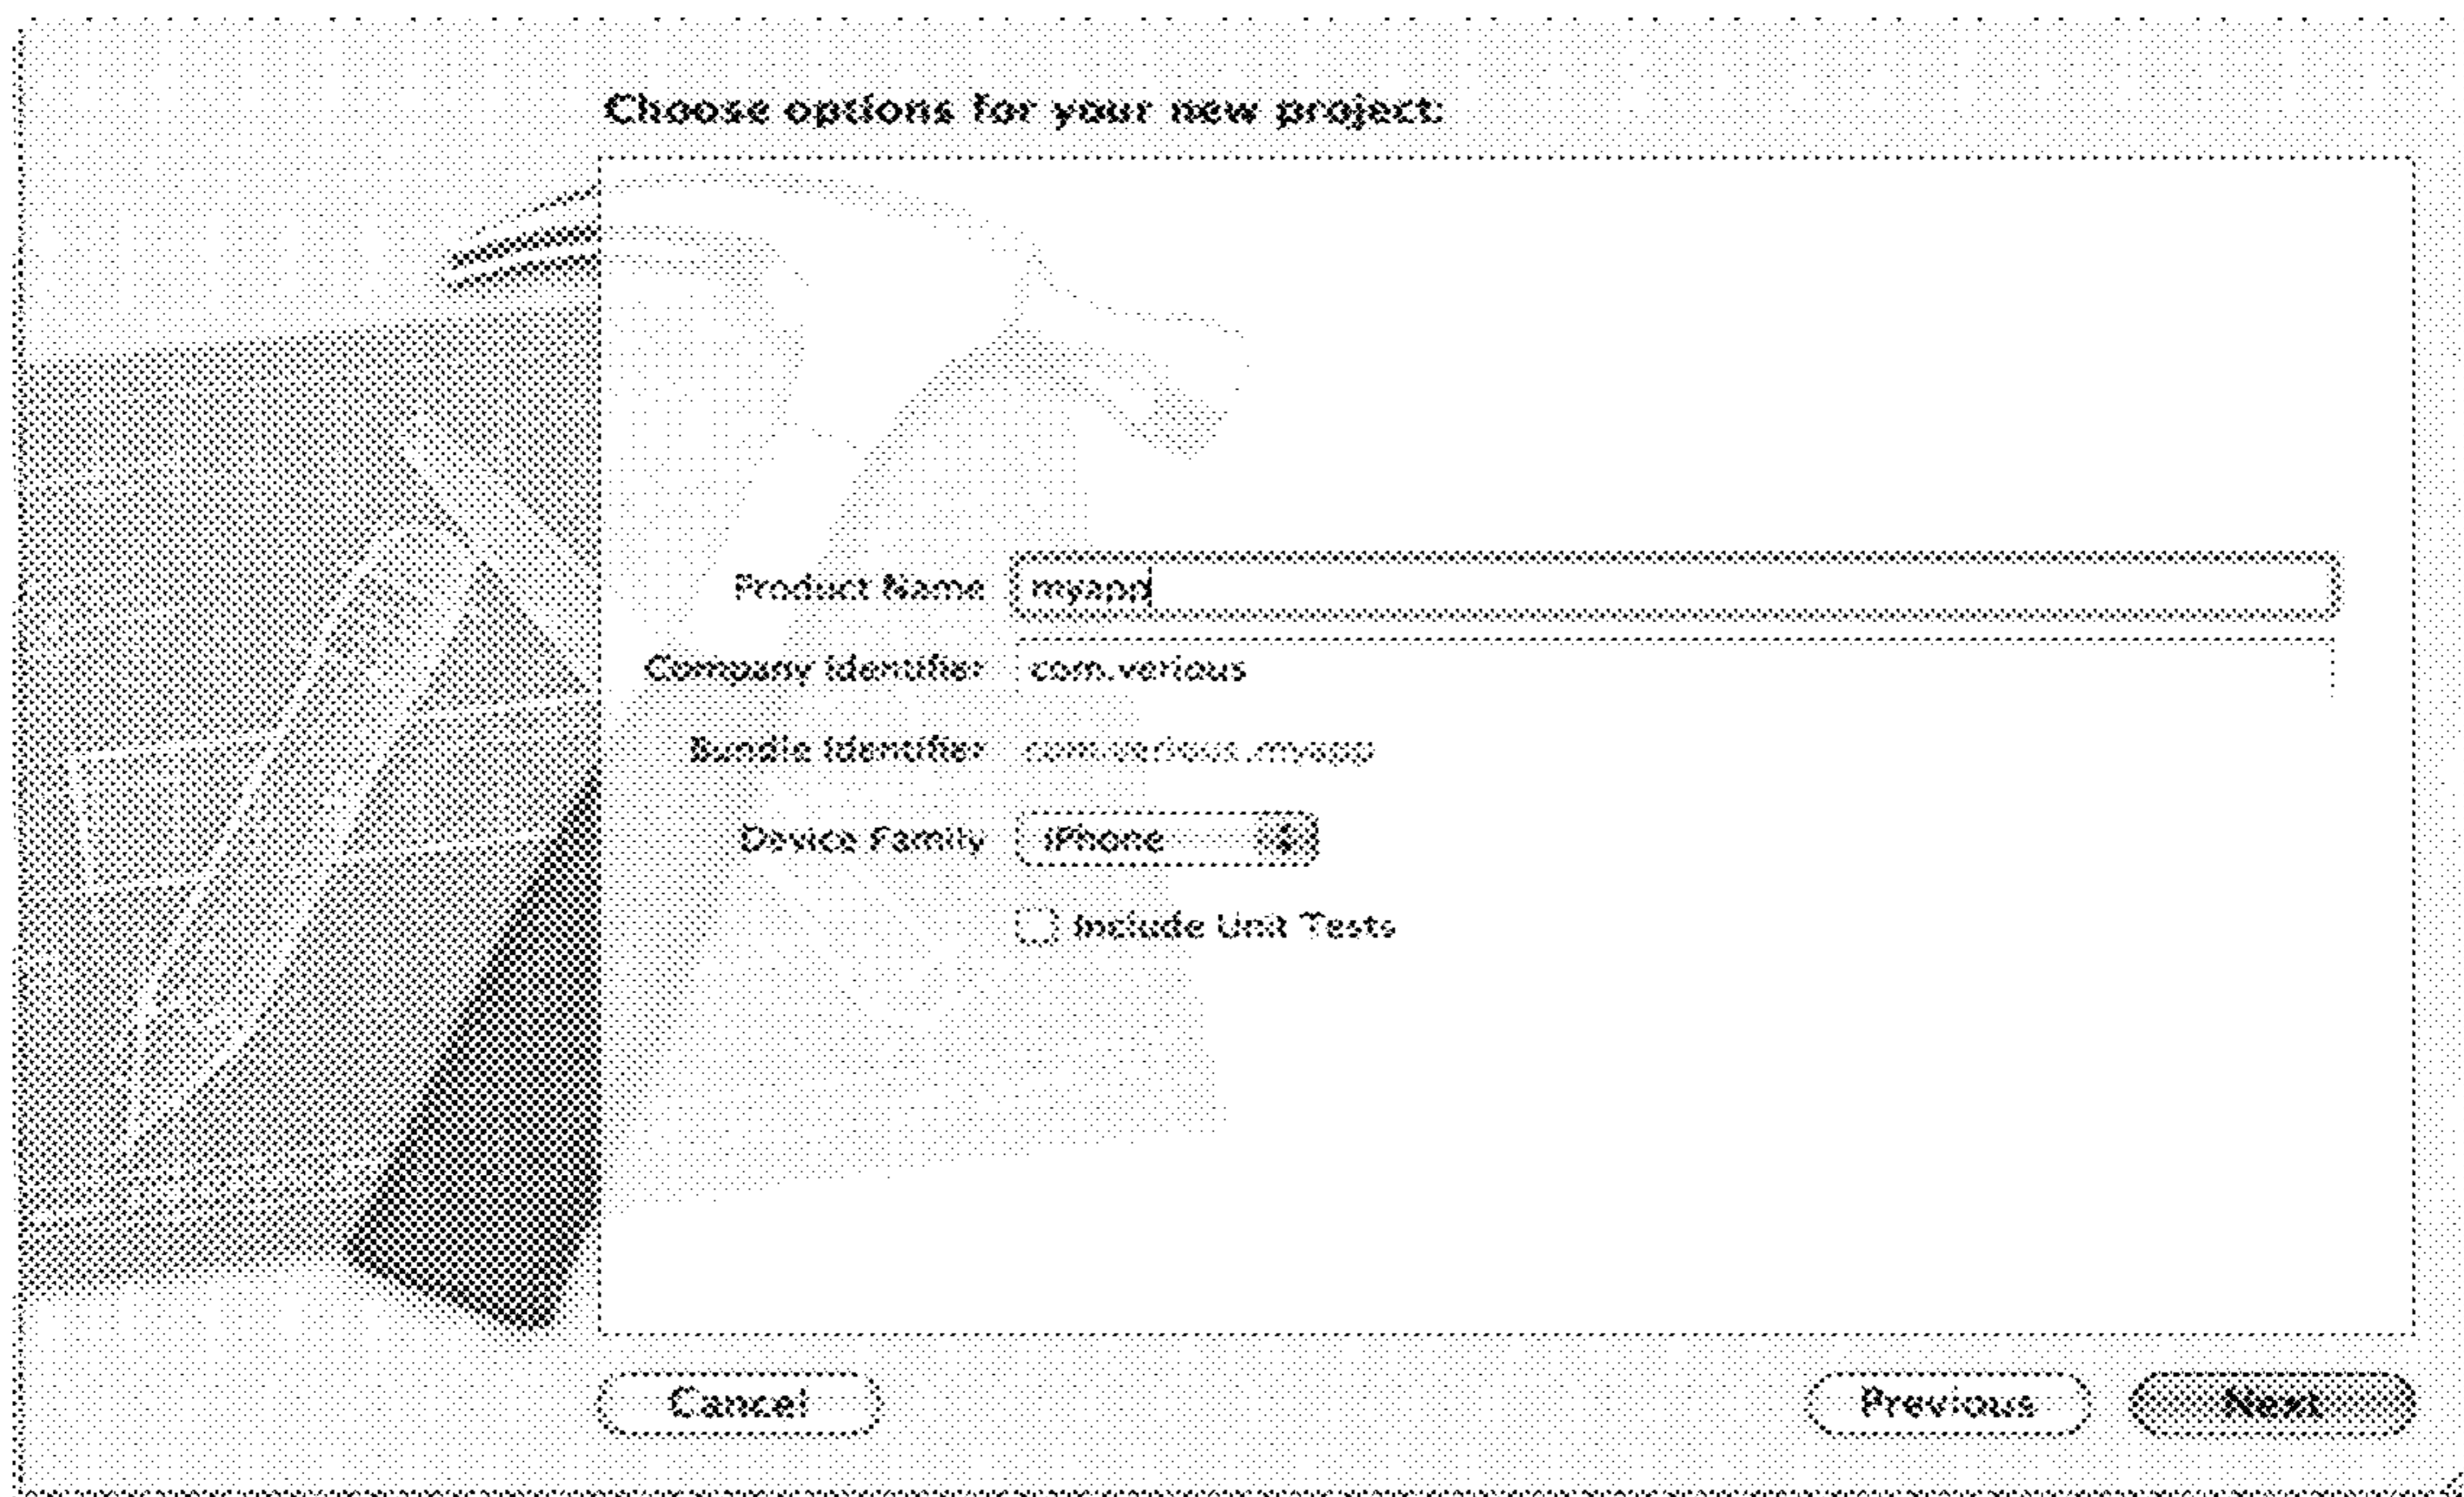 Choose options for your new project:
Product Name myapp
Company Identifier com.verious
Bundle Identifier com.verious.myapp
Device Family iPhone
Include Unit Tests
Cancel Previous Next